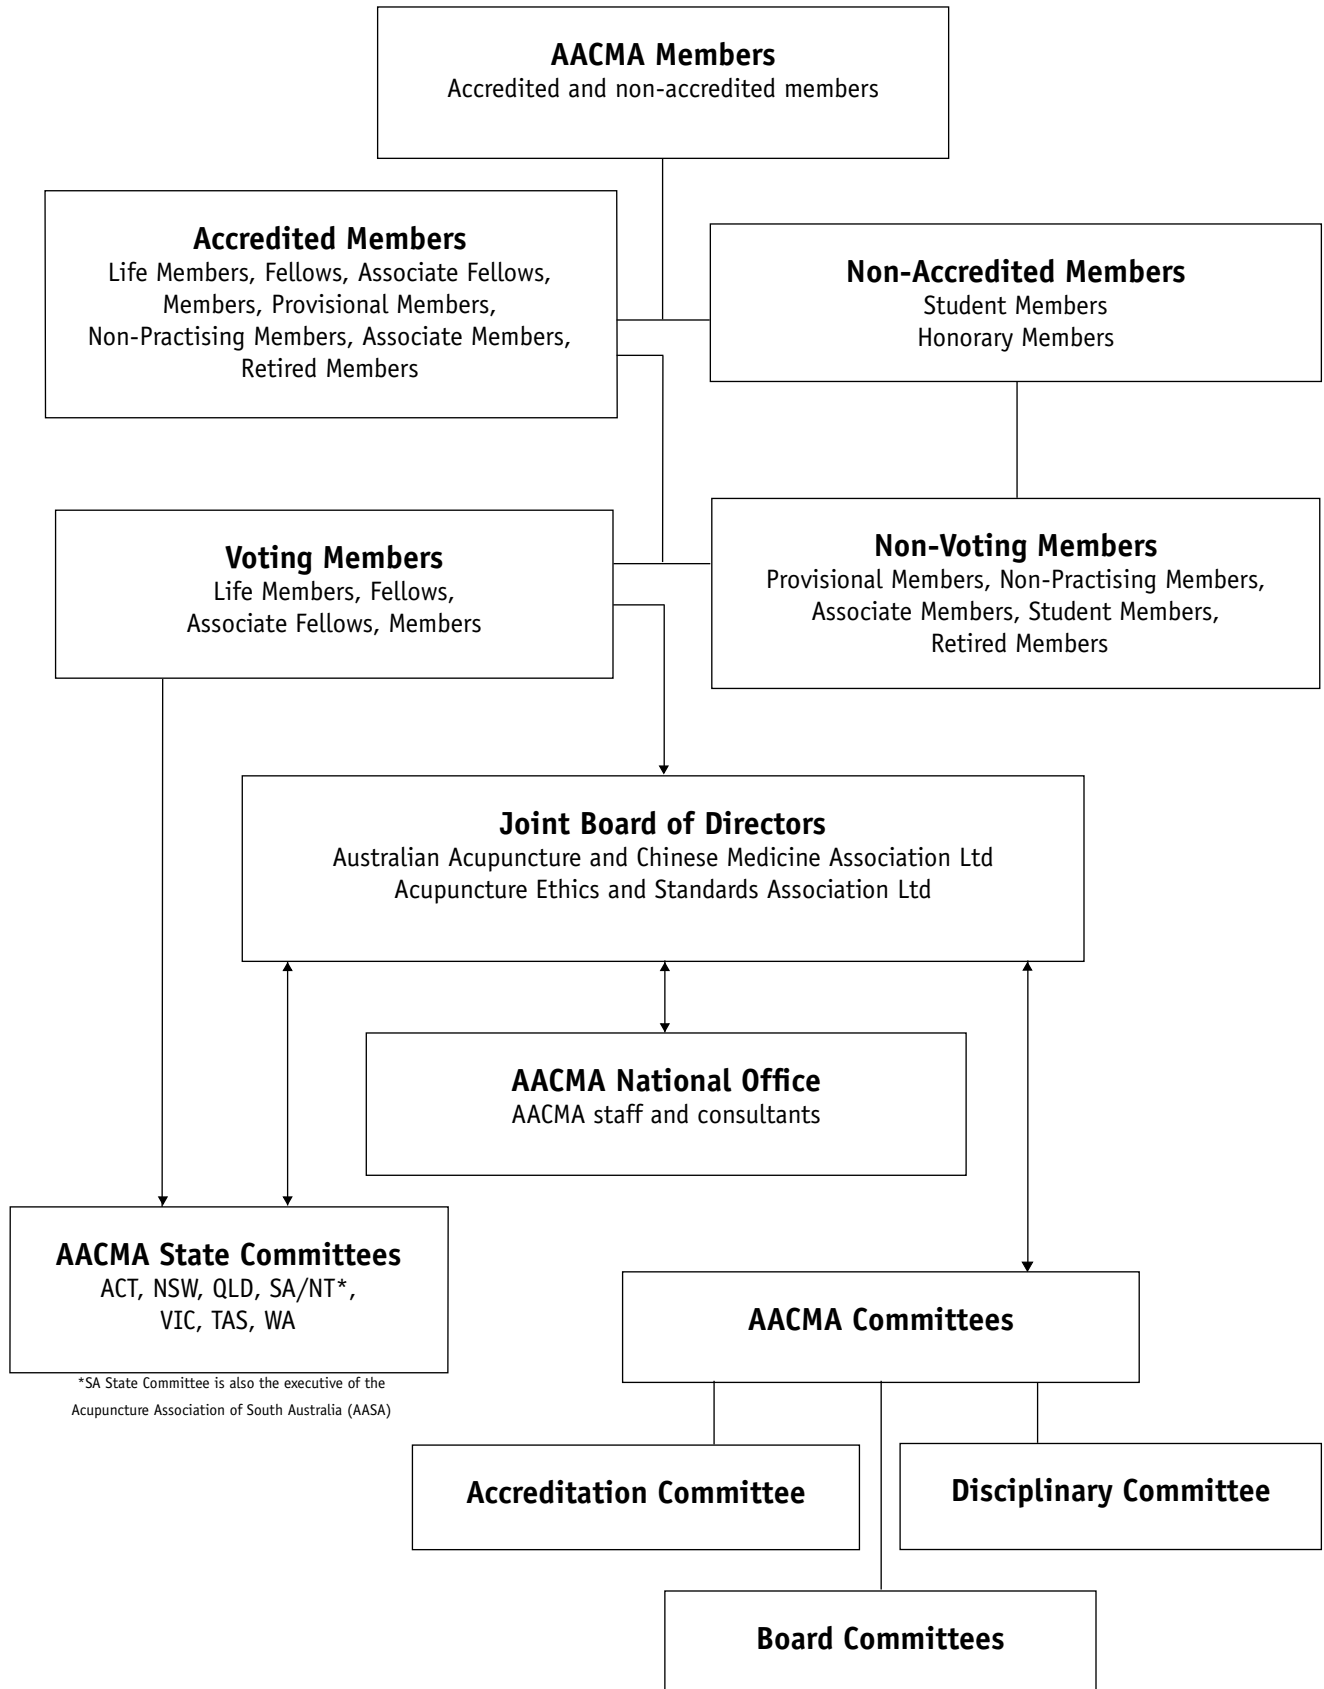 AACMA Members
Accredited and non-accredited members
Accredited Members
Life Members, Fellows, Associate Fellows,
Members, Provisional Members,
Non-Practising Members, Associate Members,
Retired Members
Non-Accredited Members
Student Members
Honorary Members
Voting Members
Life Members, Fellows,
Associate Fellows, Members
Non-Voting Members
Provisional Members, Non-Practising Members,
Associate Members, Student Members,
Retired Members
Joint Board of Directors
Australian Acupuncture and Chinese Medicine Association Ltd
Acupuncture Ethics and Standards Association Ltd
AACMA National Office
AACMA staff and consultants
AACMA State Committees
ACT, NSW, QLD, SA/NT*,
VIC, TAS, WA
*SA State Committee is also the executive of the
Acupuncture Association of South Australia (AASA)
AACMA Committees
Accreditation Committee
Disciplinary Committee
Board Committees